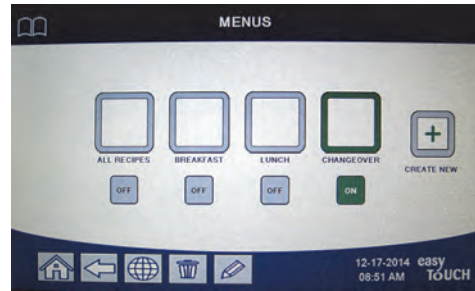 MENUS
ALL RECIPES BREAKFAST LUNCH CHANGEOVER
CREATE NEW
OFF OFF OFF ON
12-17-2014 easy
08:51 AM TOUCH